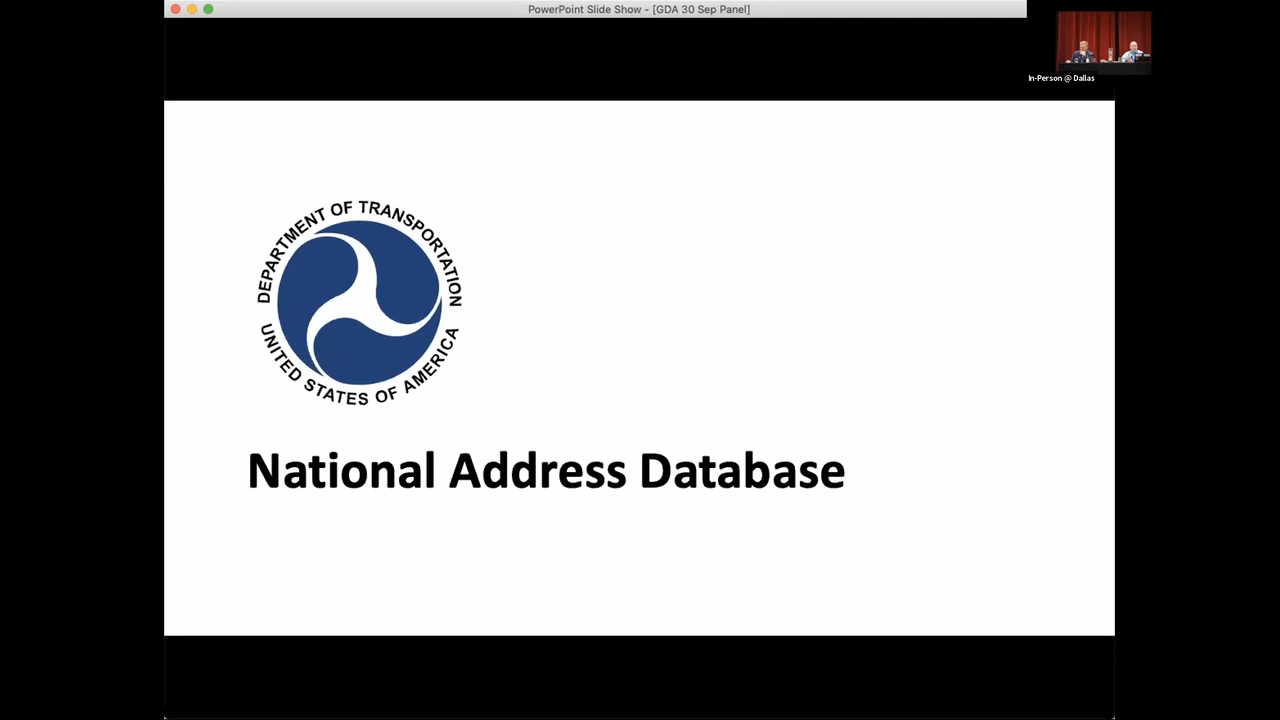 PowerPoint Slide Show - [GDA 30 Sep Panel]
In-Person @ Dallas
DEPARTMENT OF TRANSPORTATION
UNITED STATES OF AMERICA
National Address Database